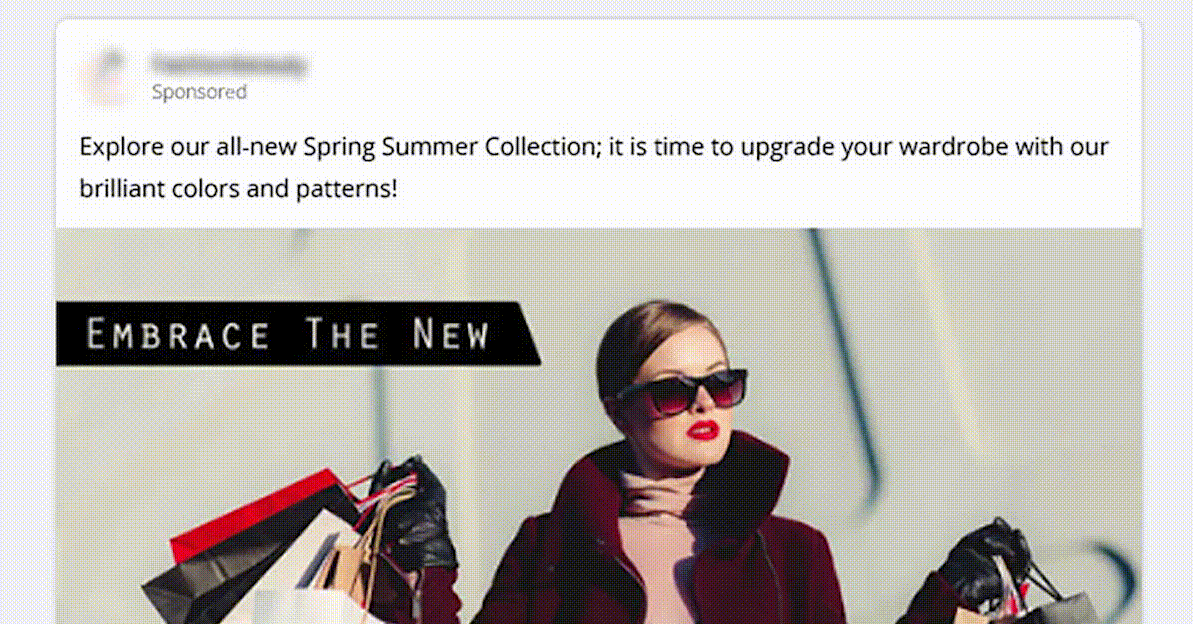 Sponsored
Explore our all-new Spring Summer Collection; it is time to upgrade your wardrobe with our
brilliant colors and patterns!
EMBRACE THE NEW